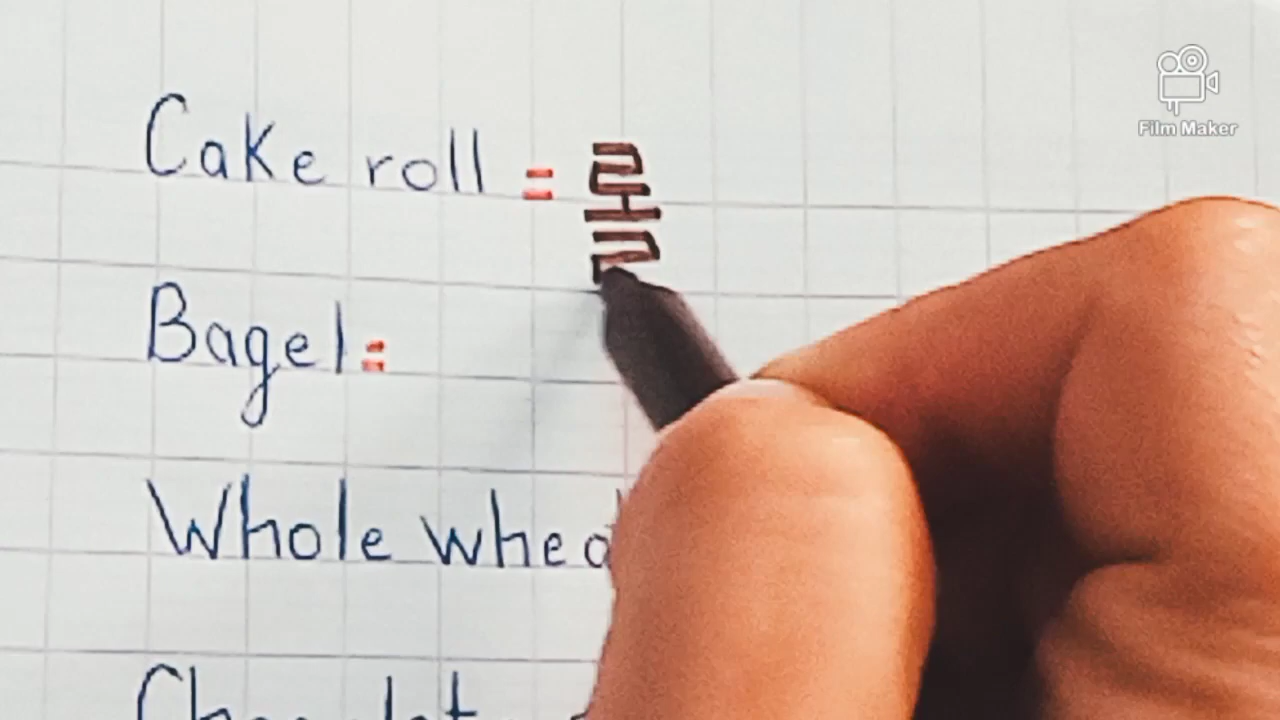 Film Maker
Cake roll = 롤
Bagel =
Whole